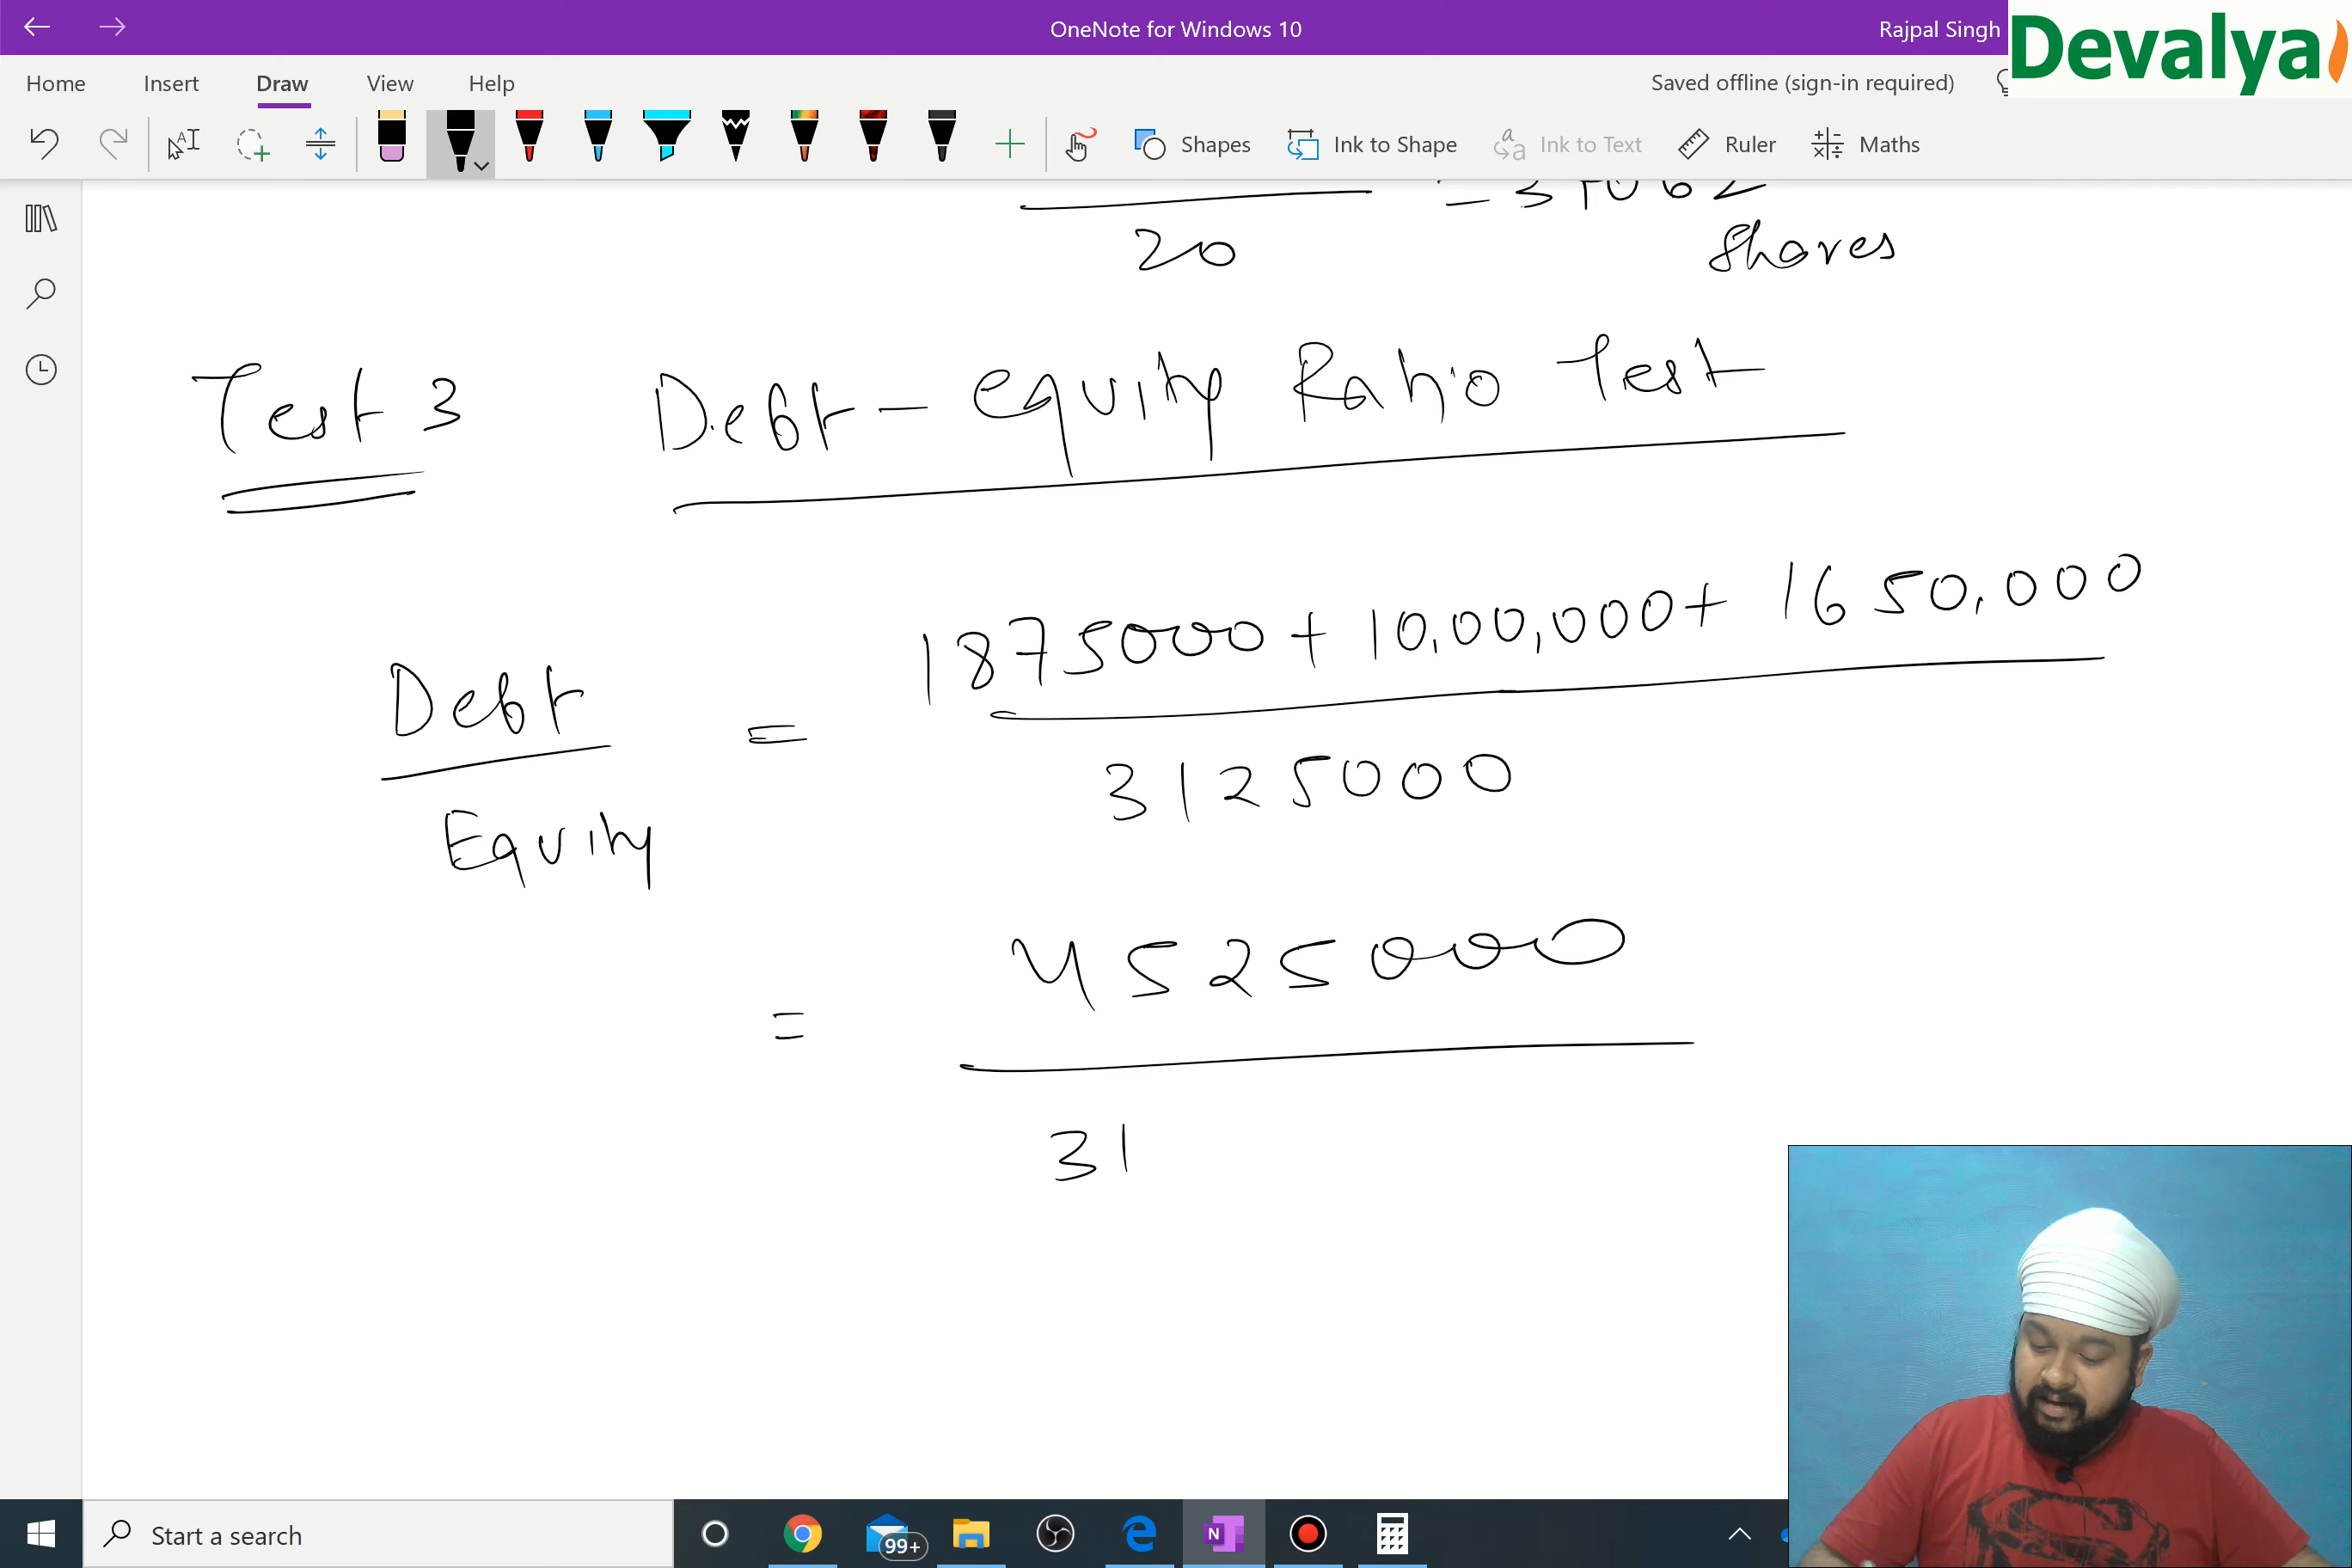 OneNote for Windows 10
Rajpal Singh
Devalya
Home Insert Draw View Help
Saved offline (sign-in required)
Shapes Ink to Shape Ink to Text Ruler Maths
20
shares
Test 3 Debt - equity Ratio Test
Debt = 1875000 + 10,00,000 + 1650,000
Equity 3125000
= 4525000
31
Start a search
99+
N